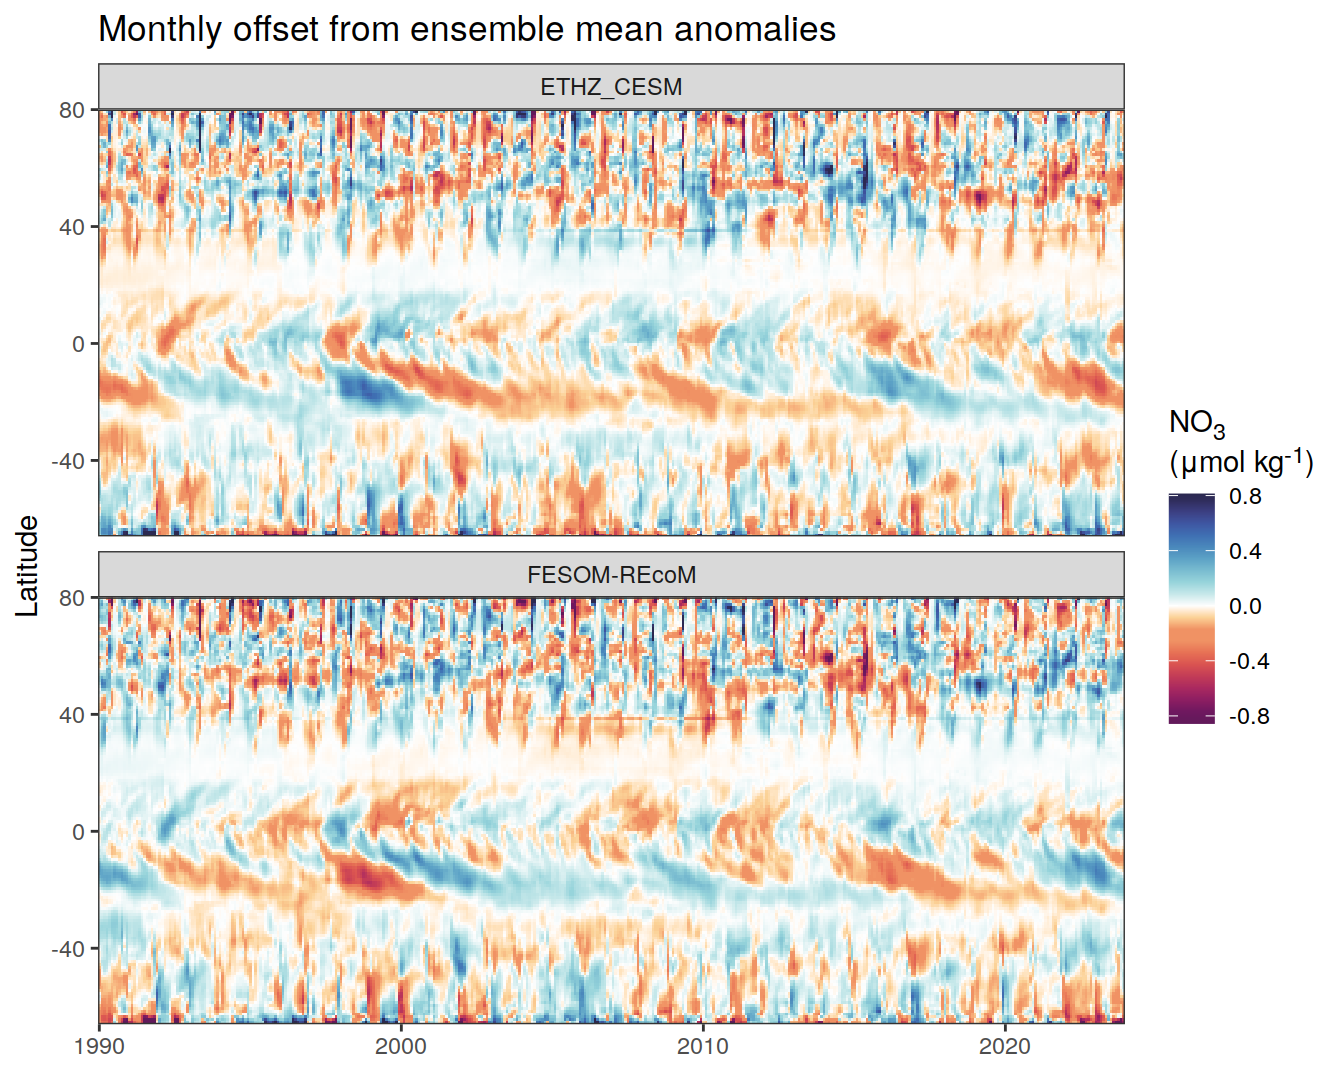 Monthly offset from ensemble mean anomalies
ETHZ_CESM
80
40
0
-40
Latitude
FESOM-REcoM
80
40
0
-40
1990 2000 2010 2020
NO₃
(µmol kg⁻¹)
0.8
0.4
0.0
-0.4
-0.8